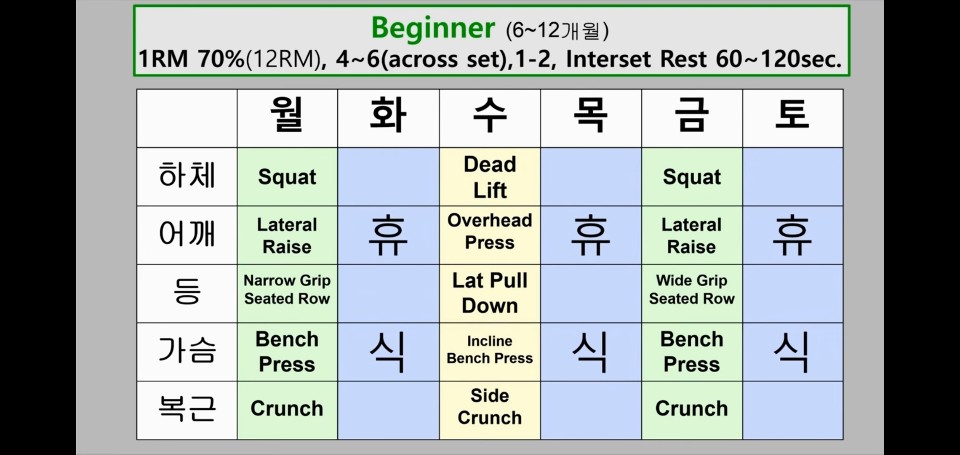 Beginner (6~12개월)
1RM 70%(12RM), 4~6(across set),1-2, Interset Rest 60~120sec.
월 화 수 목 금 토
하체 Squat Dead Lift Squat
어깨 Lateral Raise 휴 Overhead Press 휴 Lateral Raise 휴
등 Narrow Grip Seated Row Lat Pull Down Wide Grip Seated Row
가슴 Bench Press 식 Incline Bench Press 식 Bench Press 식
복근 Crunch Side Crunch Crunch